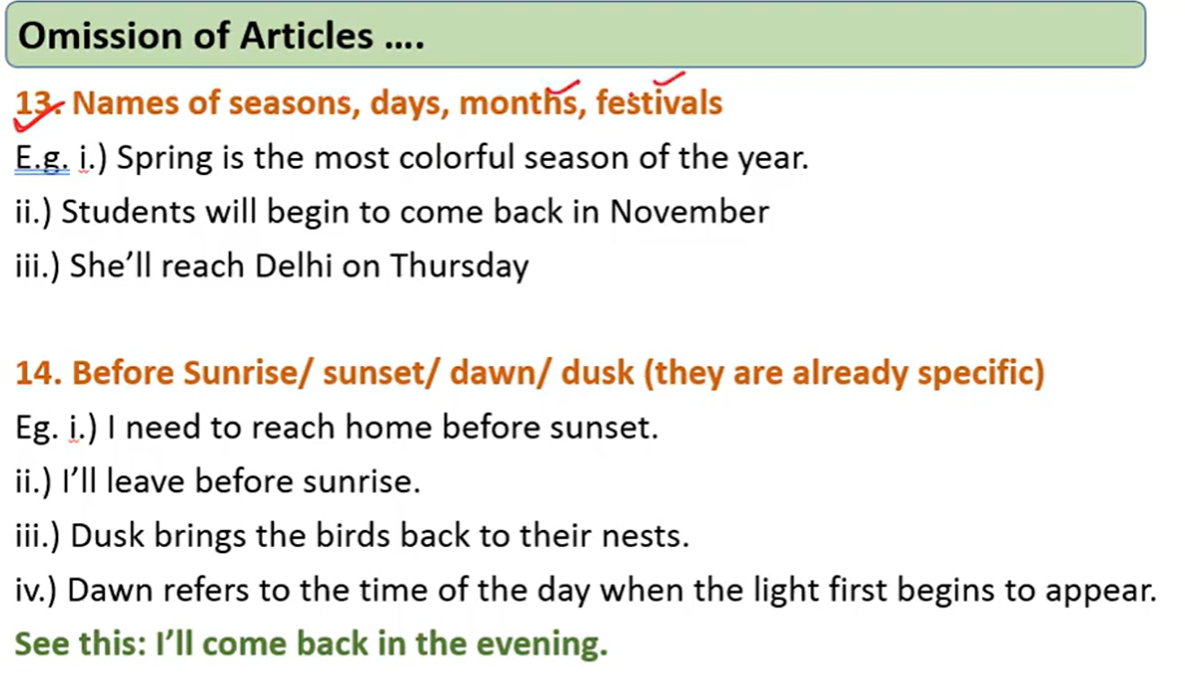 Omission of Articles ....
13. Names of seasons, days, months, festivals
E.g. i.) Spring is the most colorful season of the year.
ii.) Students will begin to come back in November
iii.) She’ll reach Delhi on Thursday
14. Before Sunrise/ sunset/ dawn/ dusk (they are already specific)
Eg. i.) I need to reach home before sunset.
ii.) I’ll leave before sunrise.
iii.) Dusk brings the birds back to their nests.
iv.) Dawn refers to the time of the day when the light first begins to appear.
See this: I’ll come back in the evening.